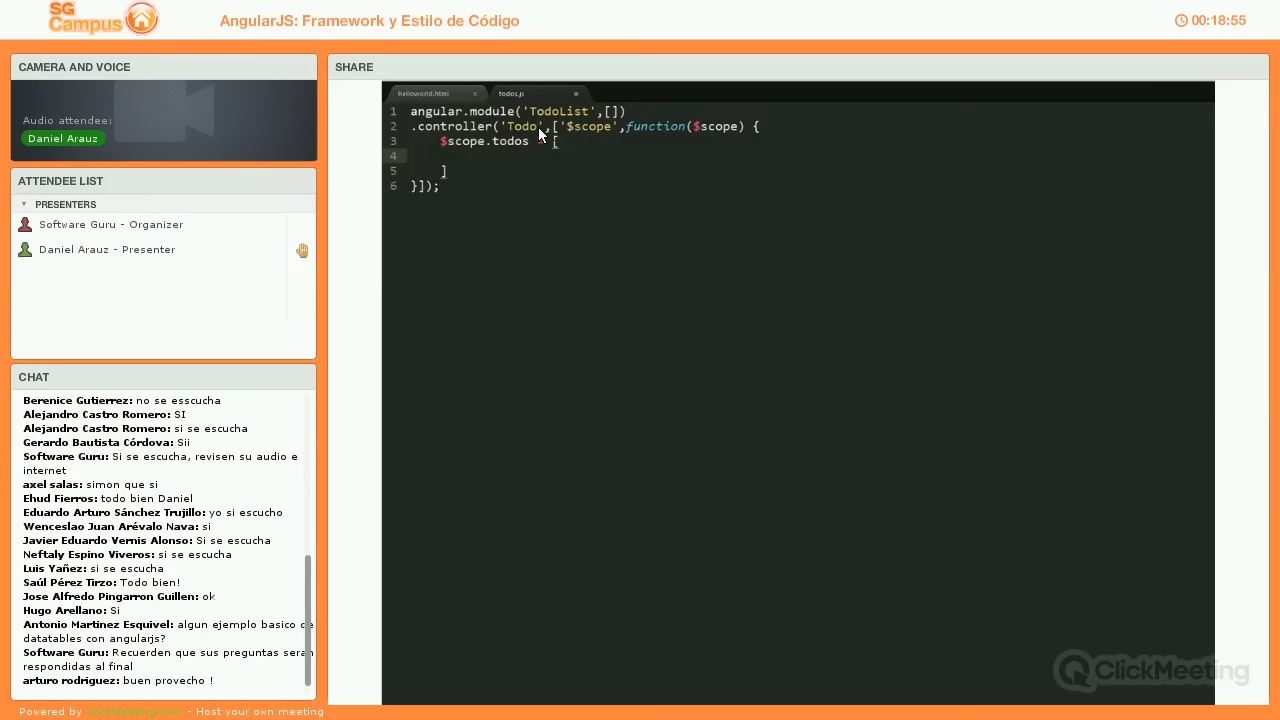 SG
Campus
AngularJS: Framework y Estilo de Código
00:18:55
CAMERA AND VOICE
Audio attendee:
Daniel Arauz
ATTENDEE LIST
PRESENTERS
Software Guru - Organizer
Daniel Arauz - Presenter
CHAT
Berenice Gutierrez: no se esscucha
Alejandro Castro Romero: SI
Alejandro Castro Romero: si se escucha
Gerardo Bautista Córdova: Sii
Software Guru: Si se escucha, revisen su audio e
internet
axel salas: simon que si
Ehud Fierros: todo bien Daniel
Eduardo Arturo Sánchez Trujillo: yo si escucho
Wenceslao Juan Arévalo Nava: si
Javier Eduardo Vernis Alonso: Si se escucha
Neftaly Espino Viveros: si se escucha
Luis Yañez: si se escucha
Saúl Pérez Tirzo: Todo bien!
Jose Alfredo Pingarron Guillen: ok
Hugo Arellano: Si
Antonio Martinez Esquivel: algun ejemplo basico de
datatables con angularjs?
Software Guru: Recuerden que sus preguntas seran
respondidas al final
arturo rodriguez: buen provecho !
Powered by ClickMeeting.com - Host your own meeting
SHARE
helloworld.html
todos.js
1 angular.module('TodoList',[])
2 .controller('Todo',['$scope',function($scope) {
3 $scope.todos = [
4
5 ]
6 }]);
ClickMeeting